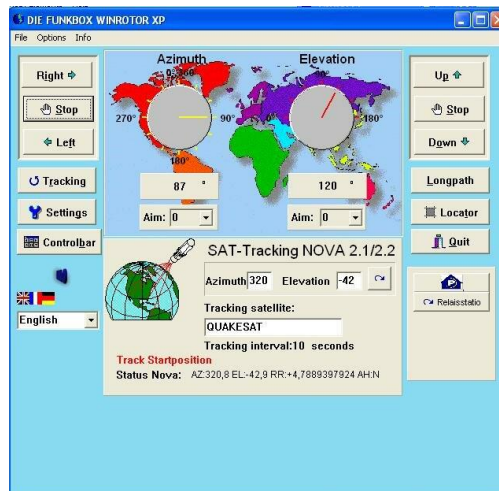 DIE FUNKBOX WINROTOR XP
File Options Info
Azimuth Elevation
Right
Stop
Left
Tracking
Settings
Controlbar
English
0°-360
270° 90°
180°
87 °
Aim: 0
90°
0° 180°
120 °
Aim: 0
Up
Stop
Down
Longpath
Locator
Quit
Relaisstatio
SAT-Tracking NOVA 2.1/2.2
Azimuth 320 Elevation -42
Tracking satellite:
QUAKESAT
Tracking interval:10 seconds
Track Startposition
Status Nova: AZ:320,8 EL:-42,9 RR:+4,7889397924 AH:N